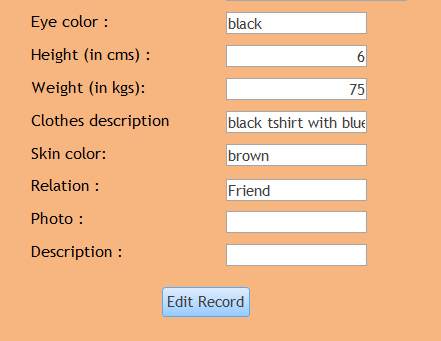 Eye color : black
Height (in cms) : 6
Weight (in kgs): 75
Clothes description black tshirt with blue
Skin color: brown
Relation : Friend
Photo :
Description :
Edit Record